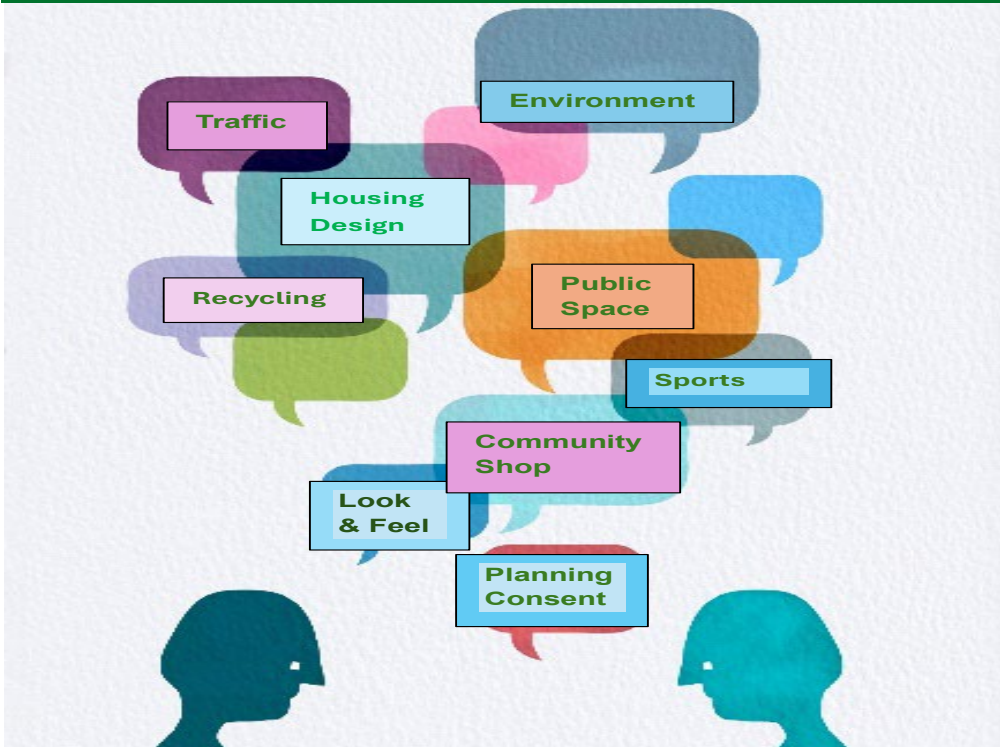 Environment
Traffic
Housing
Design
Public
Space
Recycling
Sports
Community
Shop
Look
& Feel
Planning
Consent